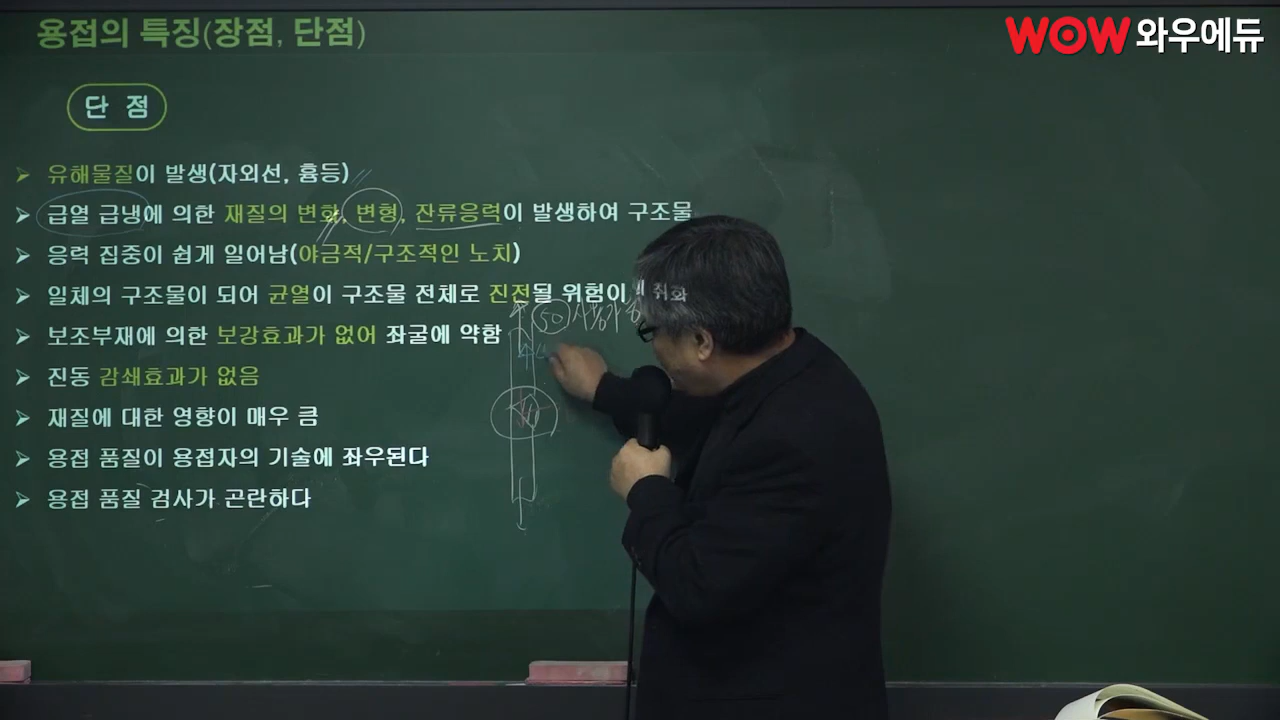 용접의 특징(장점, 단점)
WOW 와우에듀
단 점
➢ 유해물질이 발생(자외선, 흄등)
➢ 급열 급냉에 의한 재질의 변화, 변형, 잔류응력이 발생하여 구조물
➢ 응력 집중이 쉽게 일어남(야금적/구조적인 노치)
➢ 일체의 구조물이 되어 균열이 구조물 전체로 진전될 위험이 취화
50 사용가
➢ 보조부재에 의한 보강효과가 없어 좌굴에 약함
➢ 진동 감쇄효과가 없음
➢ 재질에 대한 영향이 매우 큼
➢ 용접 품질이 용접자의 기술에 좌우된다
➢ 용접 품질 검사가 곤란하다